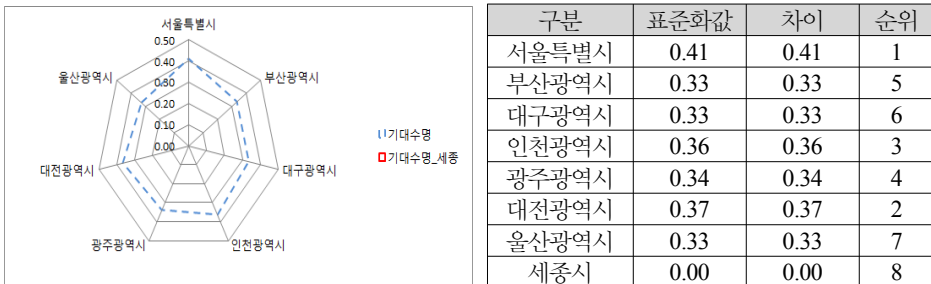 서울특별시
0.50
0.40
0.30
0.20
0.10
0.00
부산광역시
대구광역시
인천광역시
광주광역시
대전광역시
울산광역시
기대수명
기대수명_세종
구분 표준화값 차이 순위
서울특별시 0.41 0.41 1
부산광역시 0.33 0.33 5
대구광역시 0.33 0.33 6
인천광역시 0.36 0.36 3
광주광역시 0.34 0.34 4
대전광역시 0.37 0.37 2
울산광역시 0.33 0.33 7
세종시 0.00 0.00 8